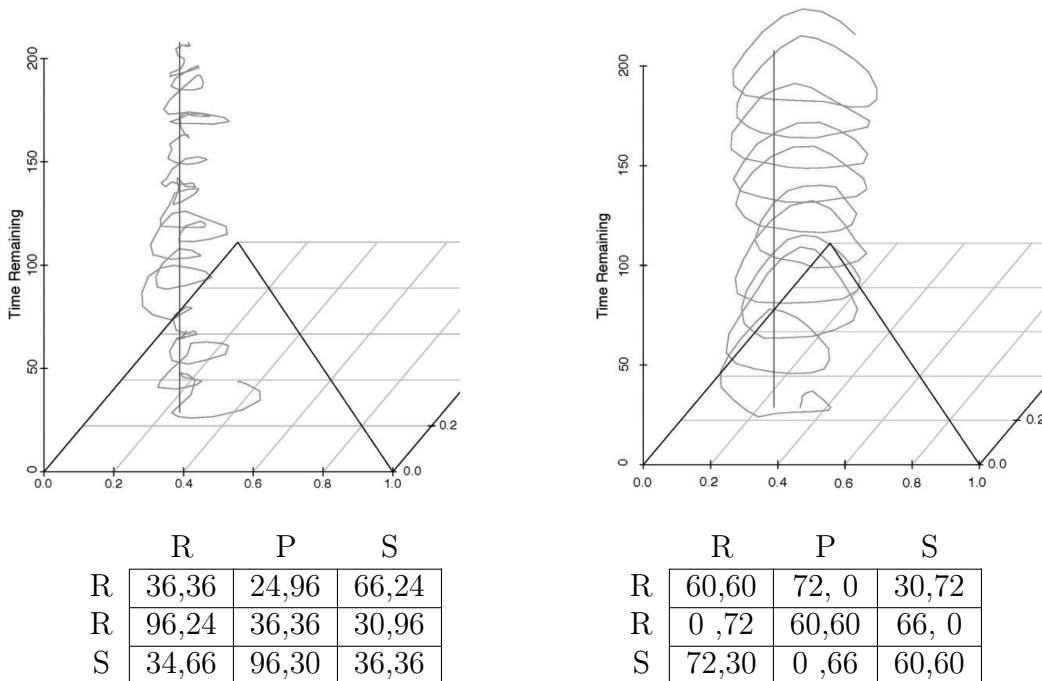 200
150
100
50
0
Time Remaining
0.0 0.2 0.4 0.6 0.8 1.0
0.0
0.2
200
150
100
50
0
Time Remaining
0.0 0.2 0.4 0.6 0.8 1.0
0.0
0.2
R P S
R 36,36 24,96 66,24
R 96,24 36,36 30,96
S 34,66 96,30 36,36
R P S
R 60,60 72, 0 30,72
R 0 ,72 60,60 66, 0
S 72,30 0 ,66 60,60